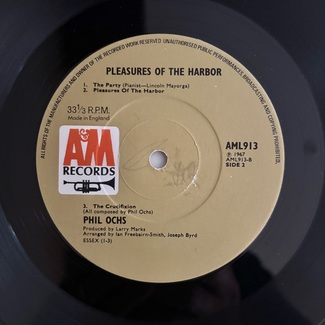 ALL RIGHTS OF THE MANUFACTURERS AND OWNER OF THE WORK RESERVED UNAUTHORISED PUBLIC PERFORMANCE, BROADCASTING AND COPYING PROHIBITED.
PLEASURES OF THE HARBOR
1. The Party (Pianist—Lincoln Mayorga)
2. Pleasures Of The Harbor
33⅓ R.P.M.
Made in England
AML913
℗ 1967
AML913-B
SIDE 2
A&M
RECORDS
3. The Crucifixion
(All composed by Phil Ochs)
PHIL OCHS
Produced by Larry Marks
Arranged by Ian Freebairn-Smith, Joseph Byrd
ESSEX (1-3)